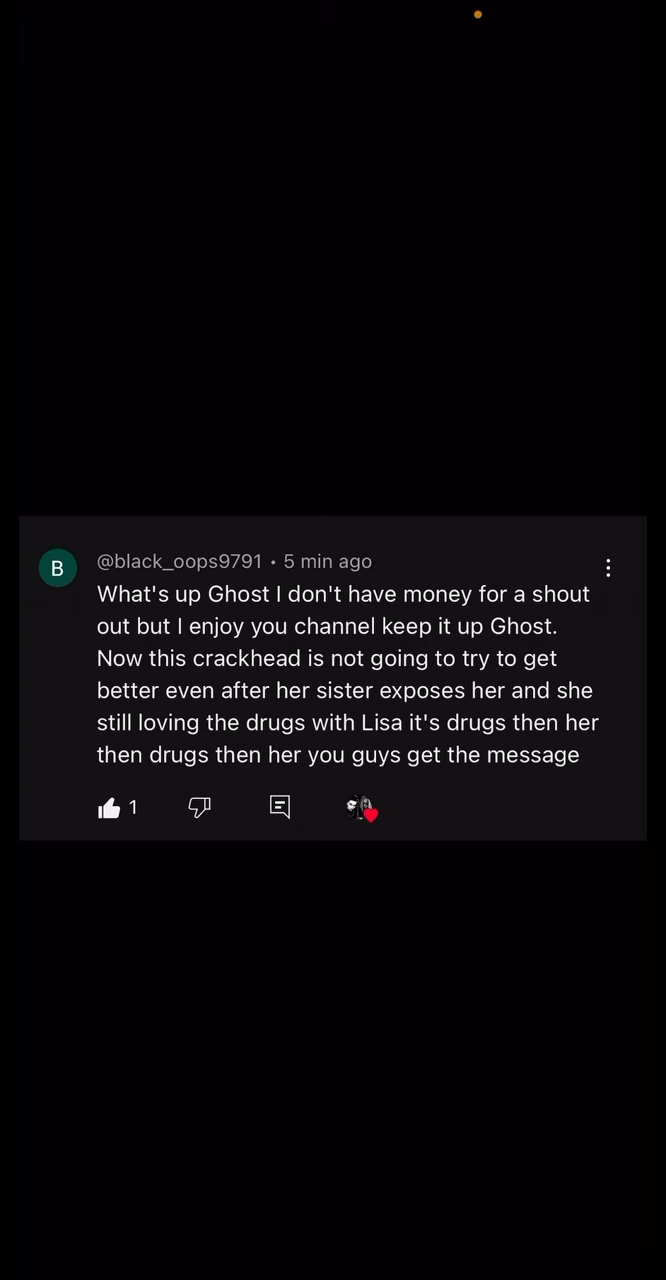 B
@black_oops9791 • 5 min ago
What's up Ghost I don't have money for a shout
out but I enjoy you channel keep it up Ghost.
Now this crackhead is not going to try to get
better even after her sister exposes her and she
still loving the drugs with Lisa it's drugs then her
then drugs then her you guys get the message
1